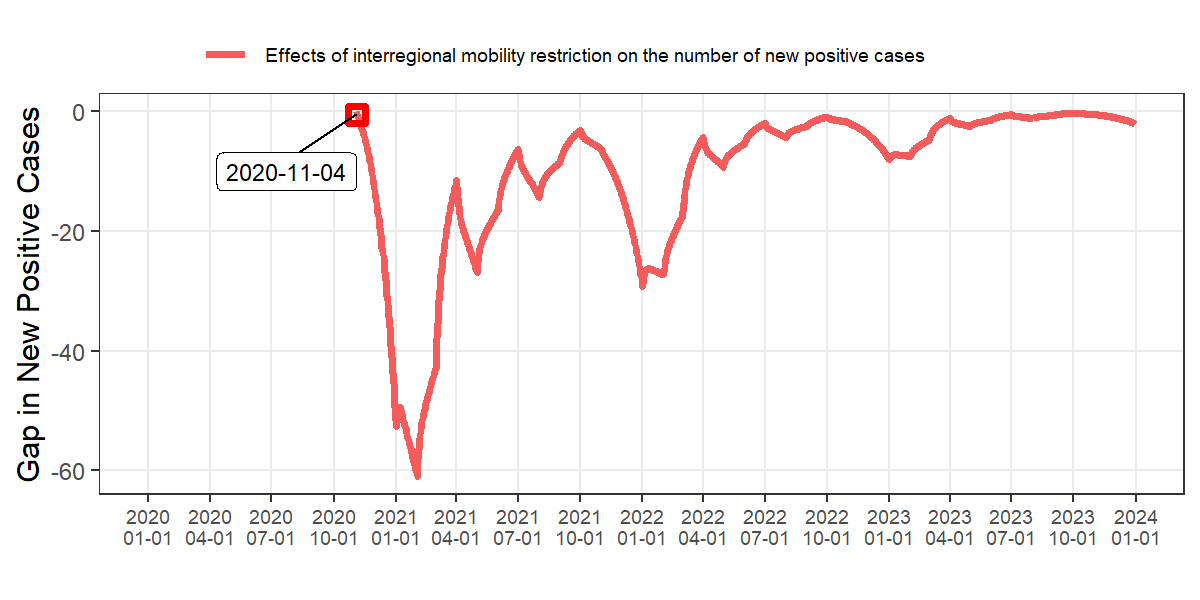 Effects of interregional mobility restriction on the number of new positive cases
Gap in New Positive Cases
0
-20
-40
-60
2020-11-04
2020 2020 2020 2020 2021 2021 2021 2021 2022 2022 2022 2022 2023 2023 2023 2023 2024
01-01 04-01 07-01 10-01 01-01 04-01 07-01 10-01 01-01 04-01 07-01 10-01 01-01 04-01 07-01 10-01 01-01